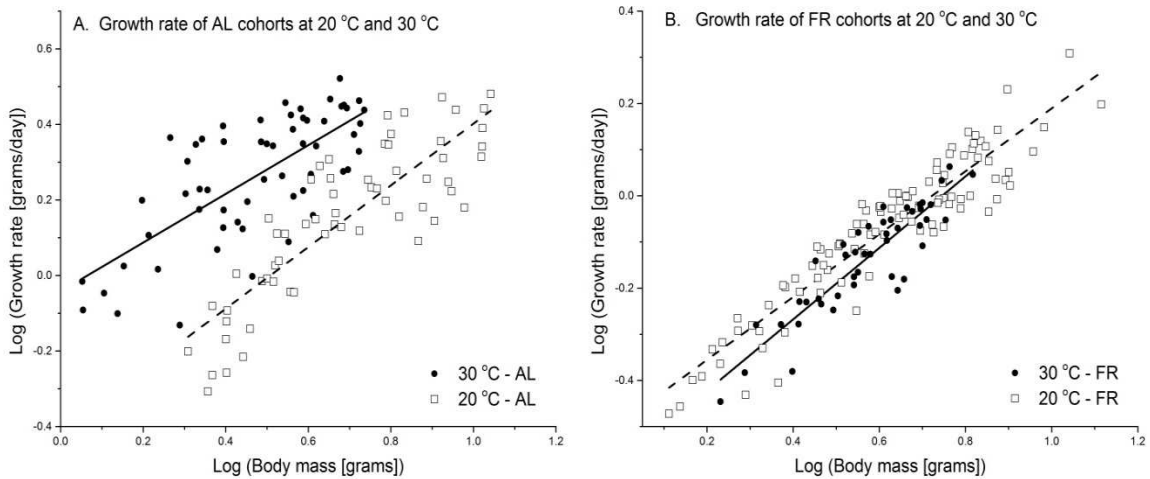 A. Growth rate of AL cohorts at 20 °C and 30 °C
Log (Growth rate [grams/day])
0.6
0.4
0.2
0.0
-0.2
-0.4
30 °C - AL
20 °C - AL
0.0 0.2 0.4 0.6 0.8 1.0 1.2
Log (Body mass [grams])
B. Growth rate of FR cohorts at 20 °C and 30 °C
Log (Growth rate [grams/day])
0.4
0.2
0.0
-0.2
-0.4
30 °C - FR
20 °C - FR
0.2 0.4 0.6 0.8 1.0 1.2
Log (Body mass [grams])